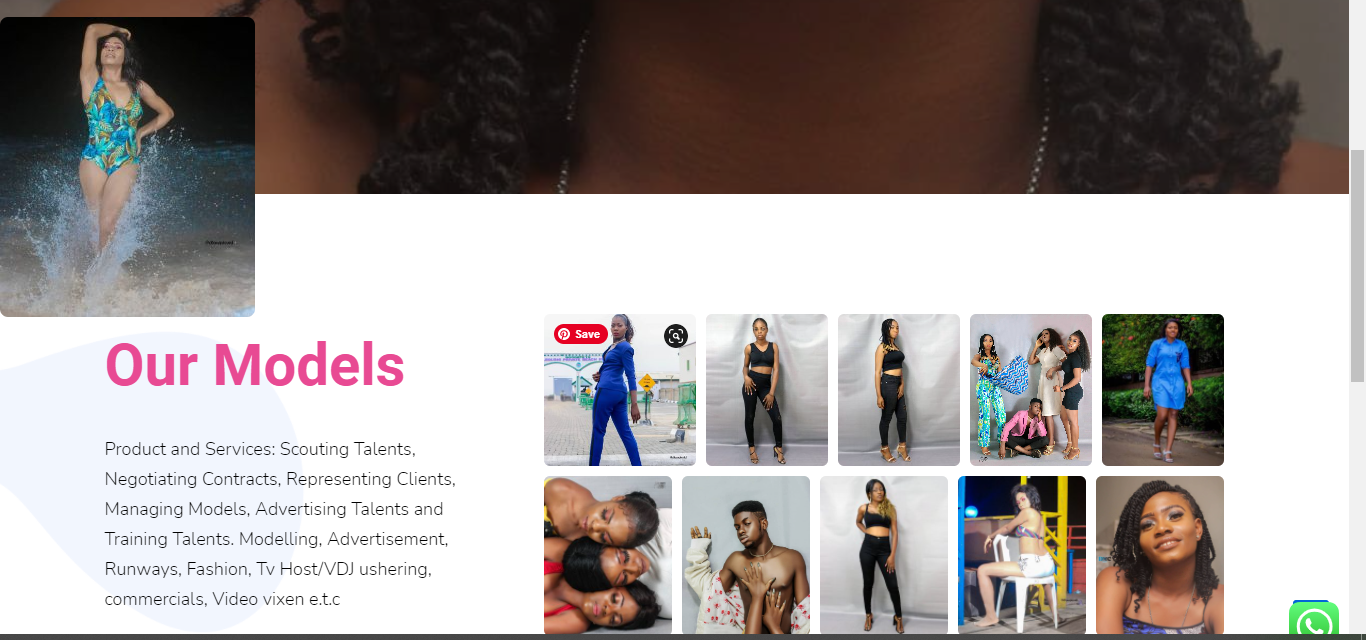 Save
Our Models
Product and Services: Scouting Talents,
Negotiating Contracts, Representing Clients,
Managing Models, Advertising Talents and
Training Talents. Modelling, Advertisement,
Runways, Fashion, Tv Host/VDJ ushering,
commercials, Video vixen e.t.c